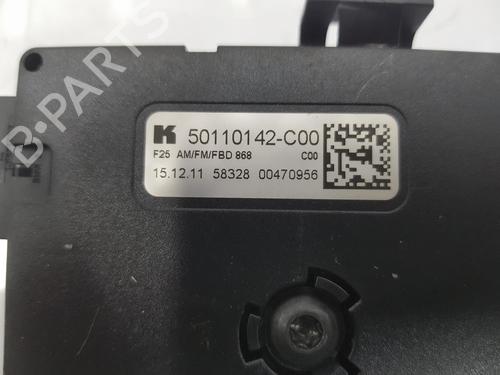 K 50110142-C00
F25 AM/FM/FBD 868 C00
15.12.11 58328 00470956
B-PARTS